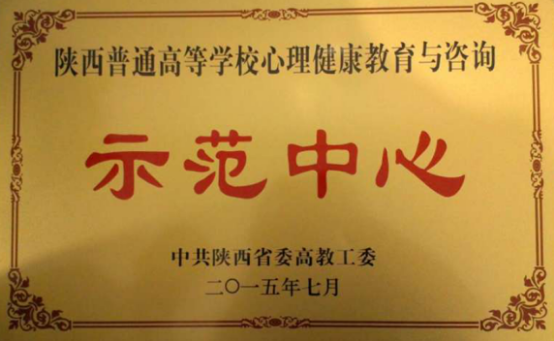 陕西普通高等学校心理健康教育与咨询
示范中心
中共陕西省委高教工委
二〇一五年七月